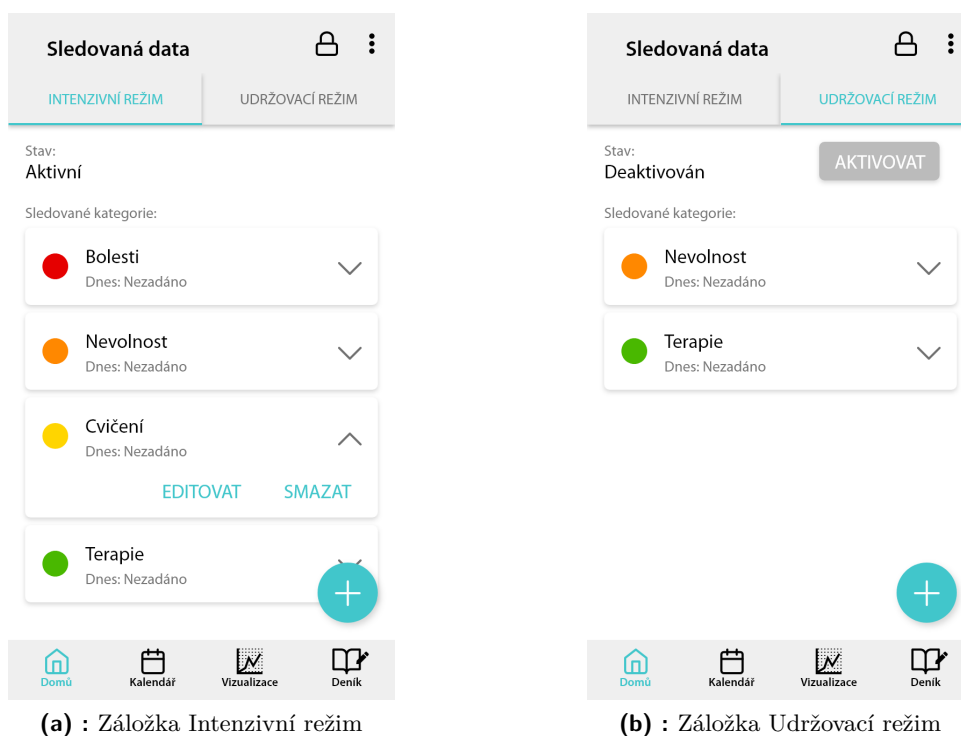 Sledovaná data
INTENZIVNÍ REŽIM UDRŽOVACÍ REŽIM
Stav:
Aktivní
Sledované kategorie:
Bolesti
Dnes: Nezadáno
Nevolnost
Dnes: Nezadáno
Cvičení
Dnes: Nezadáno
EDITOVAT SMAZAT
Terapie
Dnes: Nezadáno
Domů Kalendář Vizualizace Deník
(a) : Záložka Intenzivní režim
Sledovaná data
INTENZIVNÍ REŽIM UDRŽOVACÍ REŽIM
Stav:
Deaktivován
AKTIVOVAT
Sledované kategorie:
Nevolnost
Dnes: Nezadáno
Terapie
Dnes: Nezadáno
Domů Kalendář Vizualizace Deník
(b) : Záložka Udržovací režim